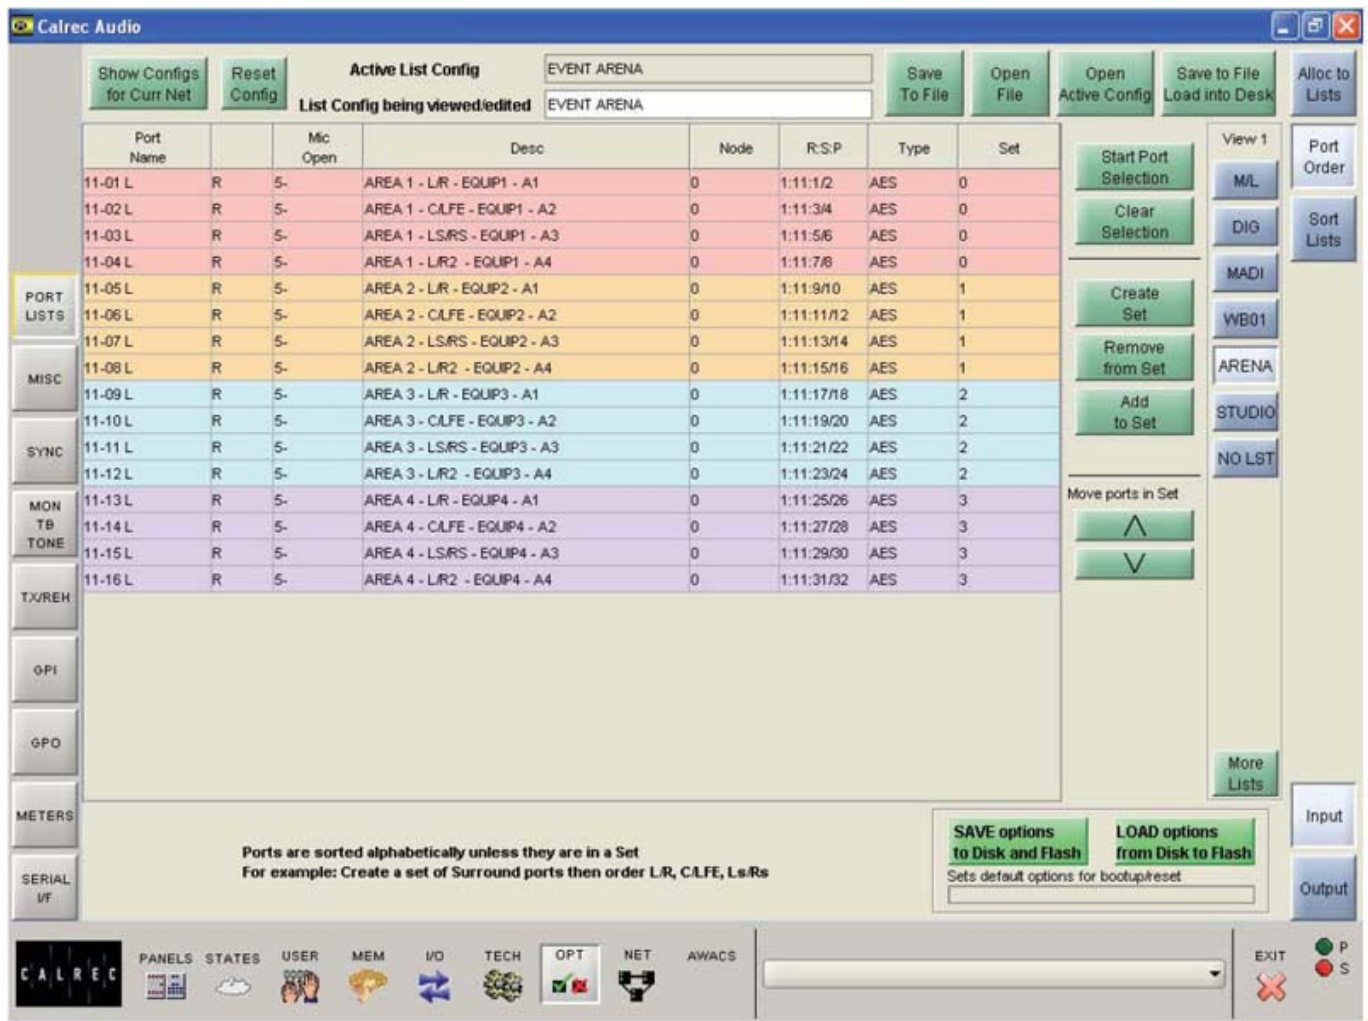 Calrec Audio
Show Configs
for Curr Net
Reset
Config
Active List Config
EVENT ARENA
List Config being viewed/edited
EVENT ARENA
Save
To File
Open
File
Open
Active Config
Save to File
Load into Desk
Alloc to
Lists
Port
Name
Mic
Open
Desc
Node
R:S:P
Type
Set
11-01 L R 5- AREA 1 - L/R - EQUIP1 - A1 0 1:11:1/2 AES 0
11-02 L R 5- AREA 1 - C/LFE - EQUIP1 - A2 0 1:11:3/4 AES 0
11-03 L R 5- AREA 1 - LS/RS - EQUIP1 - A3 0 1:11:5/6 AES 0
11-04 L R 5- AREA 1 - L/R2 - EQUIP1 - A4 0 1:11:7/8 AES 0
11-05 L R 5- AREA 2 - L/R - EQUIP2 - A1 0 1:11:9/10 AES 1
11-06 L R 5- AREA 2 - C/LFE - EQUIP2 - A2 0 1:11:11/12 AES 1
11-07 L R 5- AREA 2 - LS/RS - EQUIP2 - A3 0 1:11:13/14 AES 1
11-08 L R 5- AREA 2 - L/R2 - EQUIP2 - A4 0 1:11:15/16 AES 1
11-09 L R 5- AREA 3 - L/R - EQUIP3 - A1 0 1:11:17/18 AES 2
11-10 L R 5- AREA 3 - C/LFE - EQUIP3 - A2 0 1:11:19/20 AES 2
11-11 L R 5- AREA 3 - LS/RS - EQUIP3 - A3 0 1:11:21/22 AES 2
11-12 L R 5- AREA 3 - L/R2 - EQUIP3 - A4 0 1:11:23/24 AES 2
11-13 L R 5- AREA 4 - L/R - EQUIP4 - A1 0 1:11:25/26 AES 3
11-14 L R 5- AREA 4 - C/LFE - EQUIP4 - A2 0 1:11:27/28 AES 3
11-15 L R 5- AREA 4 - LS/RS - EQUIP4 - A3 0 1:11:29/30 AES 3
11-16 L R 5- AREA 4 - L/R2 - EQUIP4 - A4 0 1:11:31/32 AES 3
Start Port
Selection
Clear
Selection
Create
Set
Remove
from Set
Add
to Set
Move ports in Set
View 1
M/L
DIG
MADI
WB01
ARENA
STUDIO
NO LST
More
Lists
Port
Order
Sort
Lists
Input
Output
PORT
LISTS
MISC
SYNC
MON
TB
TONE
TX/REH
GPI
GPO
METERS
SERIAL
I/F
Ports are sorted alphabetically unless they are in a Set
For example: Create a set of Surround ports then order L/R, C/LFE, Ls/Rs
SAVE options
to Disk and Flash
LOAD options
from Disk to Flash
Sets default options for bootup/reset
CALREC
PANELS
STATES
USER
MEM
I/O
TECH
OPT
NET
AWACS
EXIT
P
S